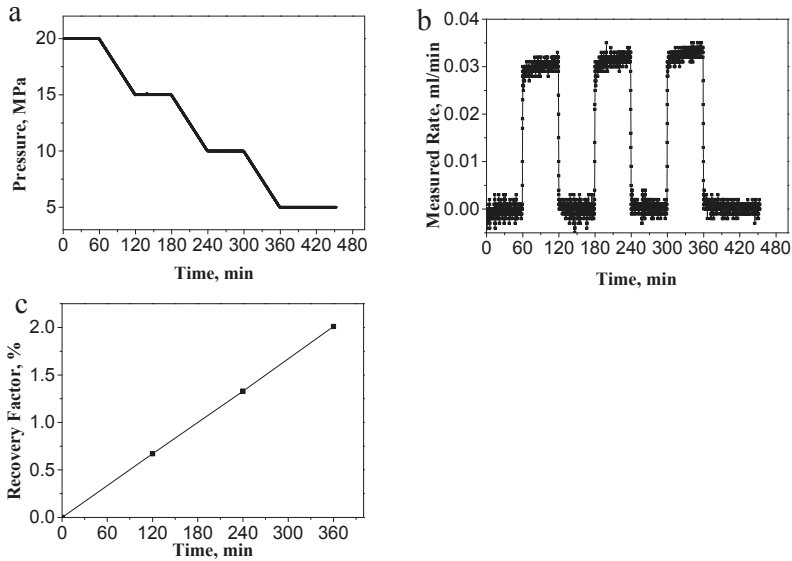 a
20
15
10
5
Pressure, MPa
0 60 120 180 240 300 360 420 480
Time, min
b
0.04
0.03
0.02
0.01
0.00
Measured Rate, ml/min
0 60 120 180 240 300 360 420 480
Time, min
c
2.0
1.5
1.0
0.5
0.0
Recovery Factor, %
0 60 120 180 240 300 360
Time, min